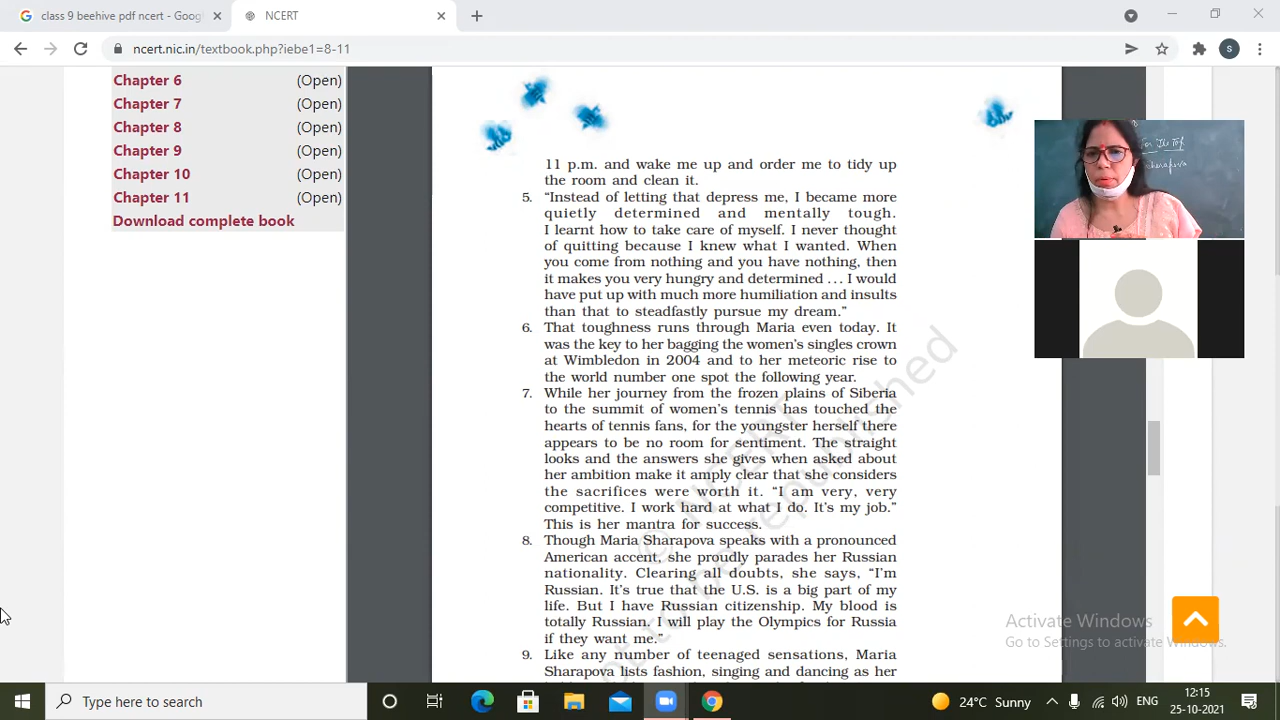 class 9 beehive pdf ncert - Goog
NCERT
ncert.nic.in/textbook.php?iebe1=8-11
S
Chapter 6 (Open)
Chapter 7 (Open)
Chapter 8 (Open)
Chapter 9 (Open)
Chapter 10 (Open)
Chapter 11 (Open)
Download complete book
11 p.m. and wake me up and order me to tidy up
the room and clean it.
5. “Instead of letting that depress me, I became more
quietly determined and mentally tough.
I learnt how to take care of myself. I never thought
of quitting because I knew what I wanted. When
you come from nothing and you have nothing, then
it makes you very hungry and determined ... I would
have put up with much more humiliation and insults
than that to steadfastly pursue my dream.”
6. That toughness runs through Maria even today. It
was the key to her bagging the women’s singles crown
at Wimbledon in 2004 and to her meteoric rise to
the world number one spot the following year.
7. While her journey from the frozen plains of Siberia
to the summit of women’s tennis has touched the
hearts of tennis fans, for the youngster herself there
appears to be no room for sentiment. The straight
looks and the answers she gives when asked about
her ambition make it amply clear that she considers
the sacrifices were worth it. “I am very, very
competitive. I work hard at what I do. It’s my job.”
This is her mantra for success.
8. Though Maria Sharapova speaks with a pronounced
American accent, she proudly parades her Russian
nationality. Clearing all doubts, she says, “I’m
Russian. It’s true that the U.S. is a big part of my
life. But I have Russian citizenship. My blood is
totally Russian. I will play the Olympics for Russia
if they want me.”
9. Like any number of teenaged sensations, Maria
Sharapova lists fashion, singing and dancing as her
© NCERT
not to be republished
The Top
Activate Windows
Go to Settings to activate Windows.
Type here to search
24°C Sunny
ENG
12:15
25-10-2021